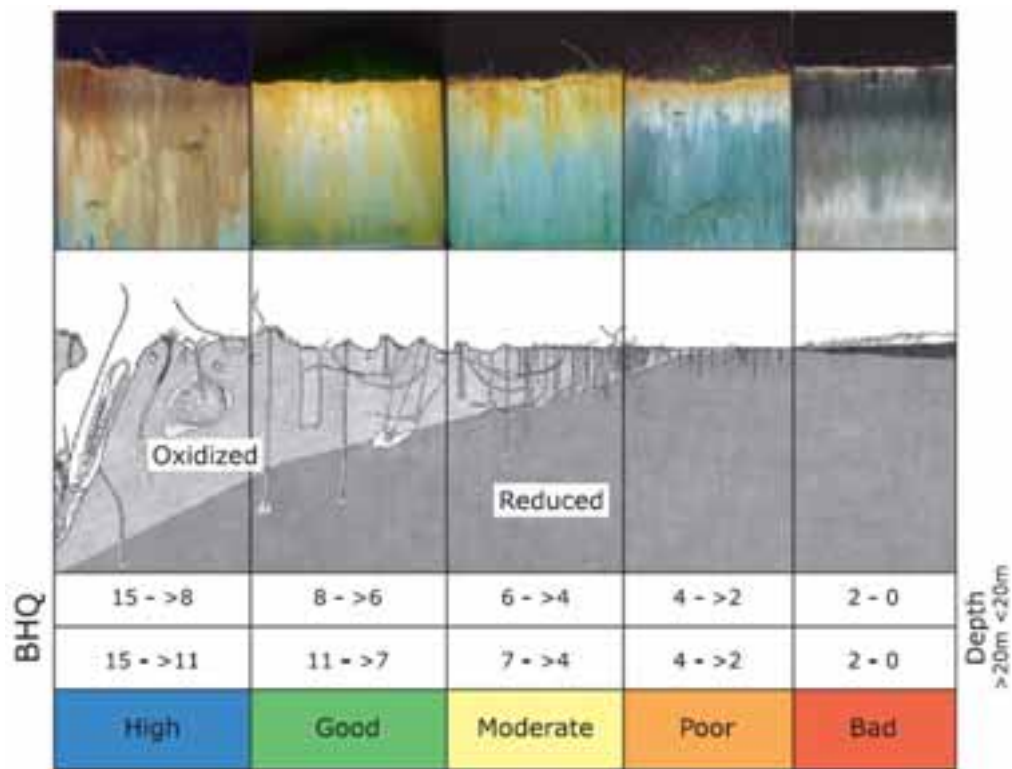 Oxidized
Reduced
BHQ
15 - >8
8 - >6
6 - >4
4 - >2
2 - 0
15 - >11
11 - >7
7 - >4
4 - >2
2 - 0
Depth
>20m <20m
High
Good
Moderate
Poor
Bad